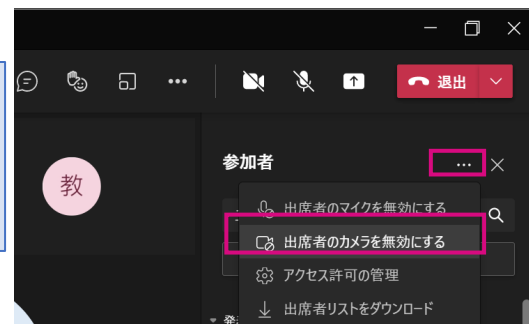 退出
教
参加者
出席者のマイクを無効にする
出席者のカメラを無効にする
アクセス許可の管理
出席者リストをダウンロード